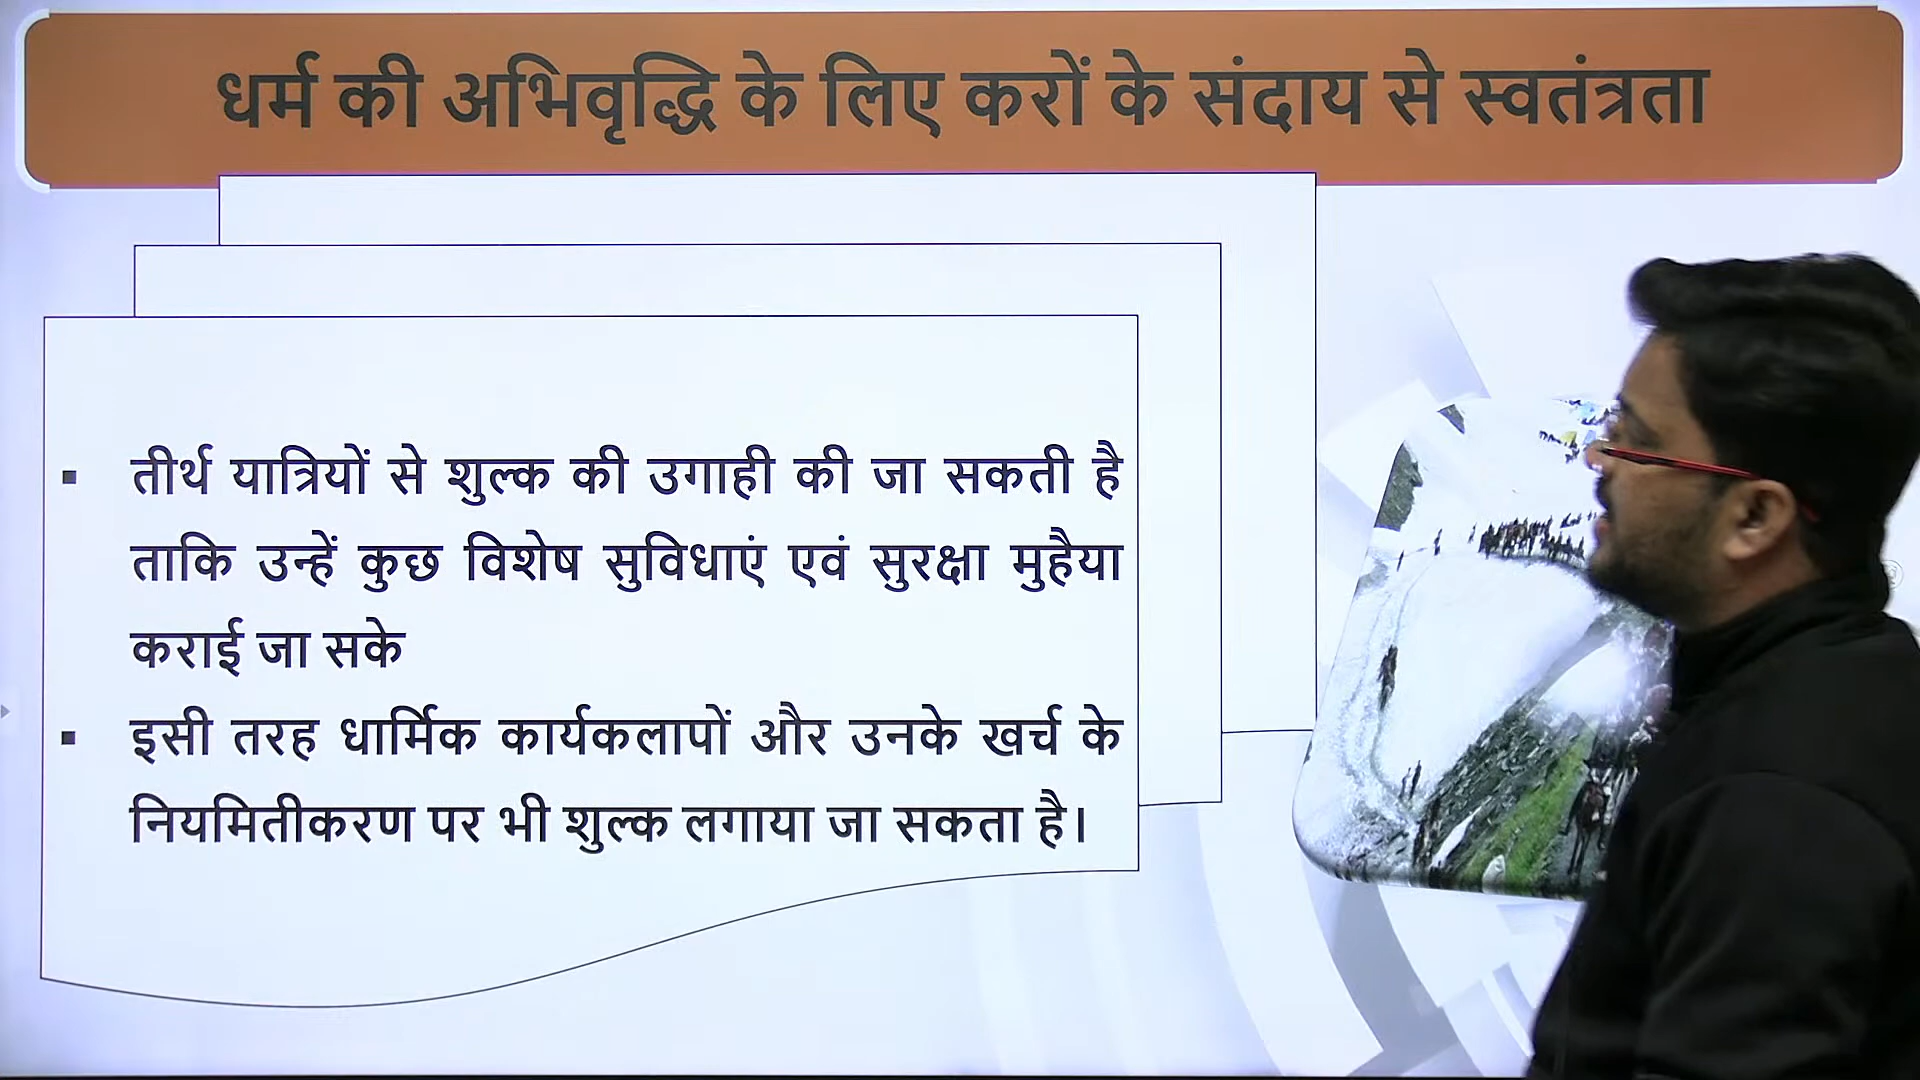 धर्म की अभिवृद्धि के लिए करों के संदाय से स्वतंत्रता
▪ तीर्थ यात्रियों से शुल्क की उगाही की जा सकती है
ताकि उन्हें कुछ विशेष सुविधाएं एवं सुरक्षा मुहैया
कराई जा सके
▪ इसी तरह धार्मिक कार्यकलापों और उनके खर्च के
नियमितीकरण पर भी शुल्क लगाया जा सकता है।